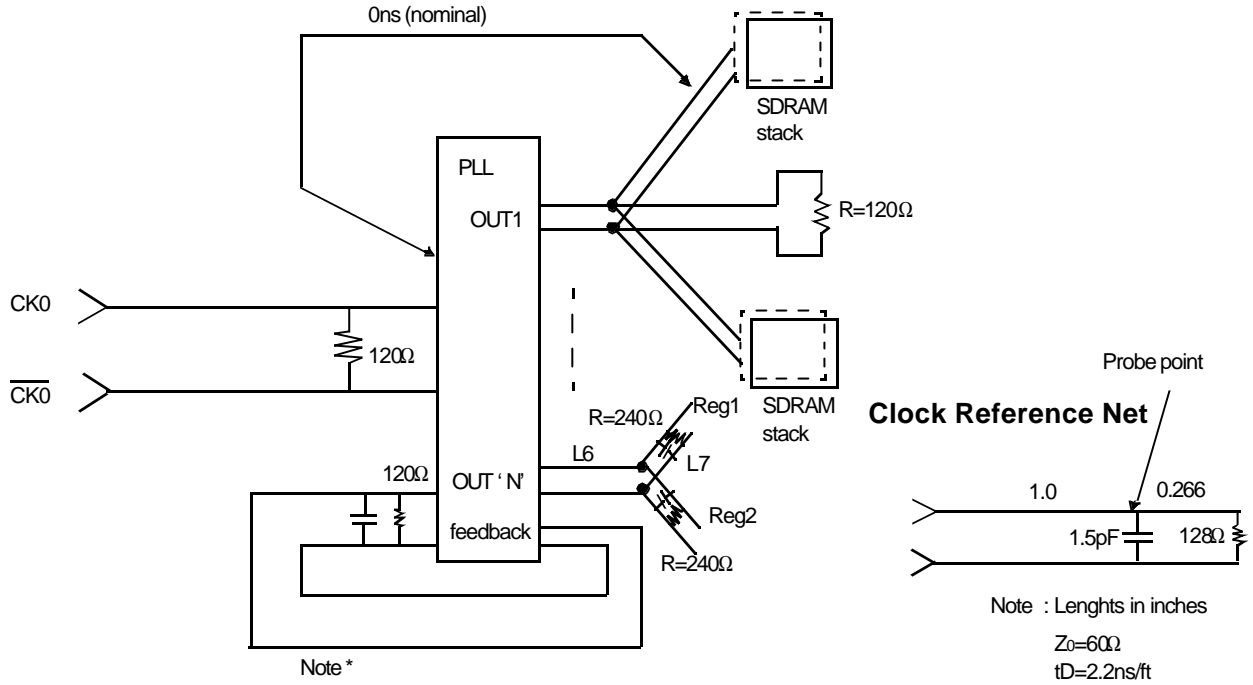 0ns (nominal)
SDRAM
stack
PLL
OUT1
R=120Ω
CK0
120Ω
CK0
Probe point
SDRAM
stack
Clock Reference Net
Reg1
R=240Ω
L6
L7
120Ω
OUT ‘ N’
Reg2
feedback
R=240Ω
1.0
0.266
1.5pF
128Ω
Note : Lenghts in inches
Z0=60Ω
tD=2.2ns/ft
Note *